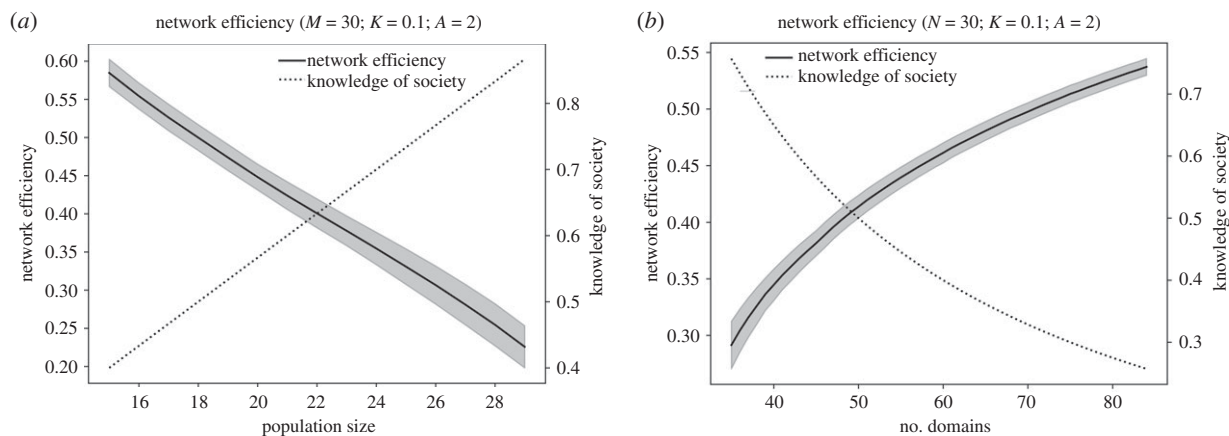 (a)
network efficiency (M = 30; K = 0.1; A = 2)
network efficiency
knowledge of society
0.60
0.55
0.50
0.45
0.40
0.35
0.30
0.25
0.20
network efficiency
0.8
0.7
0.6
0.5
0.4
knowledge of society
16 18 20 22 24 26 28
population size
(b)
network efficiency (N = 30; K = 0.1; A = 2)
network efficiency
knowledge of society
0.55
0.50
0.45
0.40
0.35
0.30
network efficiency
0.7
0.6
0.5
0.4
0.3
knowledge of society
40 50 60 70 80
no. domains